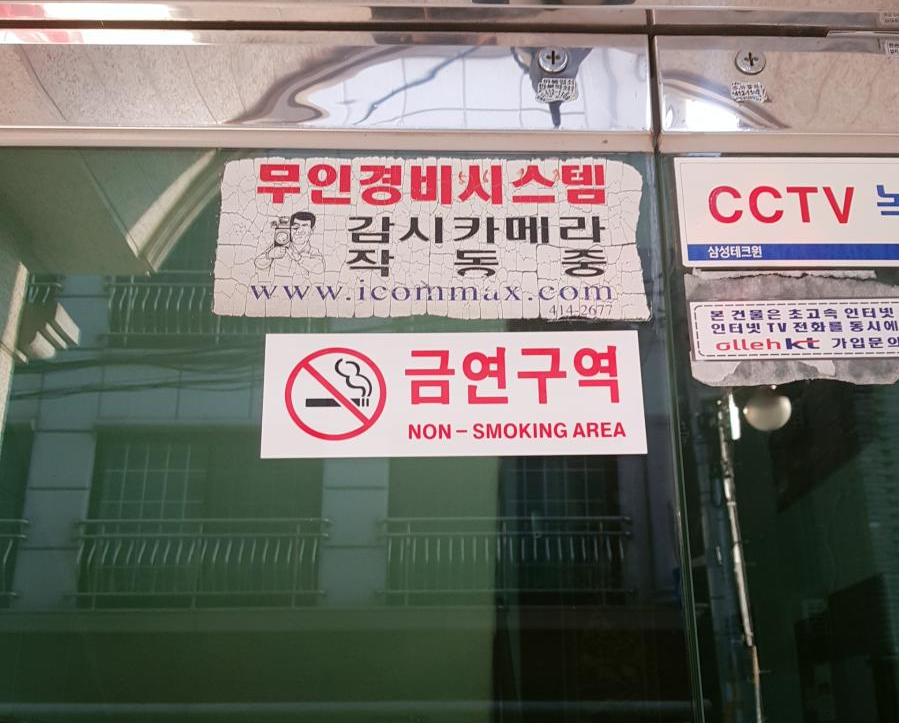 무인경비시스템
감시카메라
작 동 중
www.icommax.com
414-2677
금연구역
NON-SMOKING AREA
CCTV
삼성테크윈
본 건물은 초고속 인터넷
인터넷 TV 전화를 동시에
olleh kt 가입문의